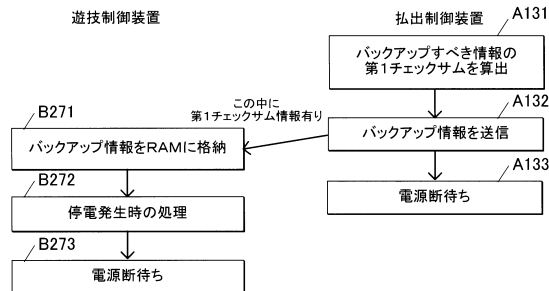 遊技制御装置
払出制御装置
A131
バックアップすべき情報の
第1チェックサムを算出
A132
バックアップ情報を送信
この中に
第1チェックサム情報有り
A133
電源断待ち
B271
バックアップ情報をRAMに格納
B272
停電発生時の処理
B273
電源断待ち